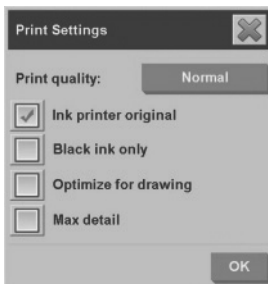 Print Settings
Print quality: Normal
Ink printer original
Black ink only
Optimize for drawing
Max detail
OK